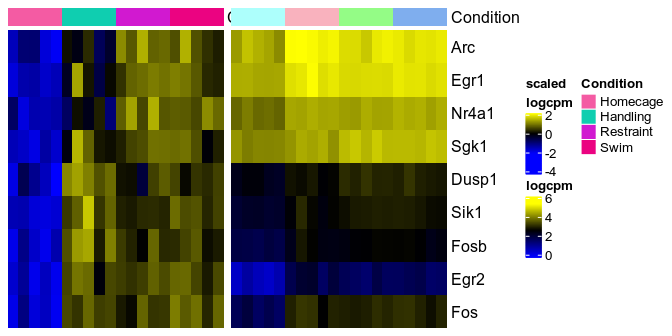 Condition
Arc
Egr1
Nr4a1
Sgk1
Dusp1
Sik1
Fosb
Egr2
Fos
scaled
logcpm
2
0
-2
-4
logcpm
6
4
2
0
Condition
Homecage
Handling
Restraint
Swim